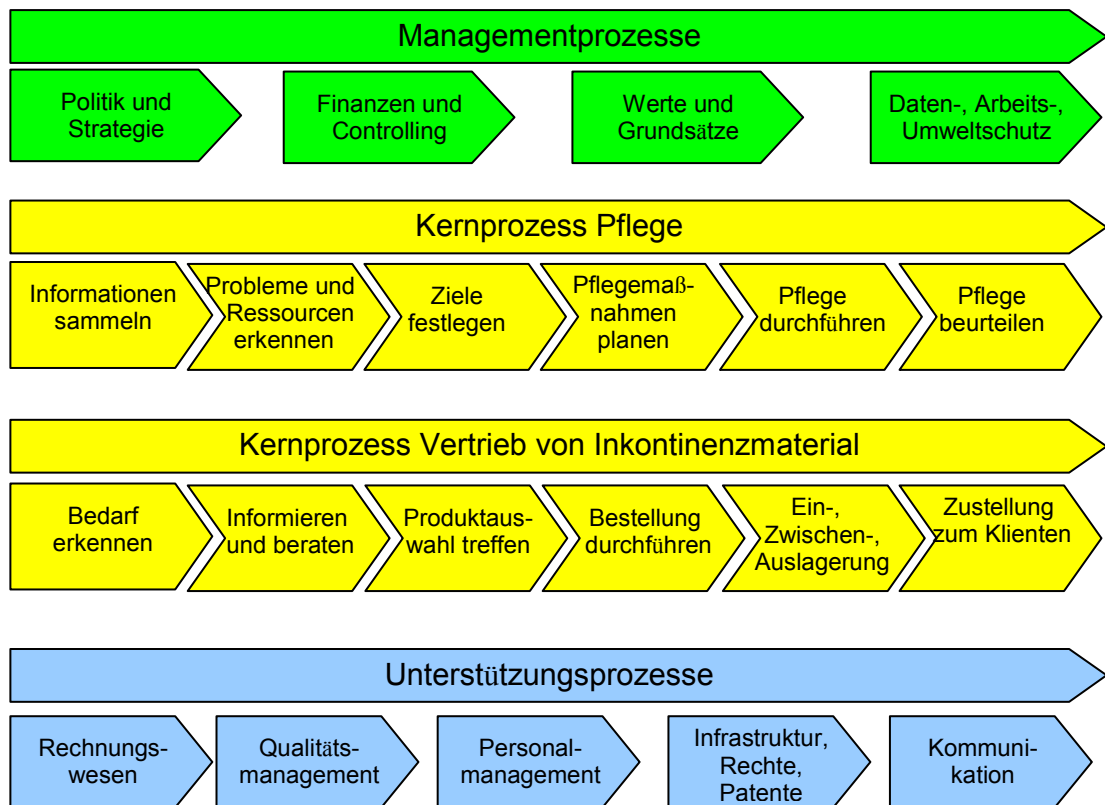 Managementprozesse
Politik und
Strategie
Finanzen und
Controlling
Werte und
Grundsätze
Daten-, Arbeits-,
Umweltschutz
Kernprozess Pflege
Informationen
sammeln
Probleme und
Ressourcen
erkennen
Ziele
festlegen
Pflegemaß-
nahmen
planen
Pflege
durchführen
Pflege
beurteilen
Kernprozess Vertrieb von Inkontinenzmaterial
Bedarf
erkennen
Informieren
und beraten
Produktaus-
wahl treffen
Bestellung
durchführen
Ein-,
Zwischen-,
Auslagerung
Zustellung
zum Klienten
Unterstützungsprozesse
Rechnungs-
wesen
Qualitäts-
management
Personal-
management
Infrastruktur,
Rechte,
Patente
Kommuni-
kation